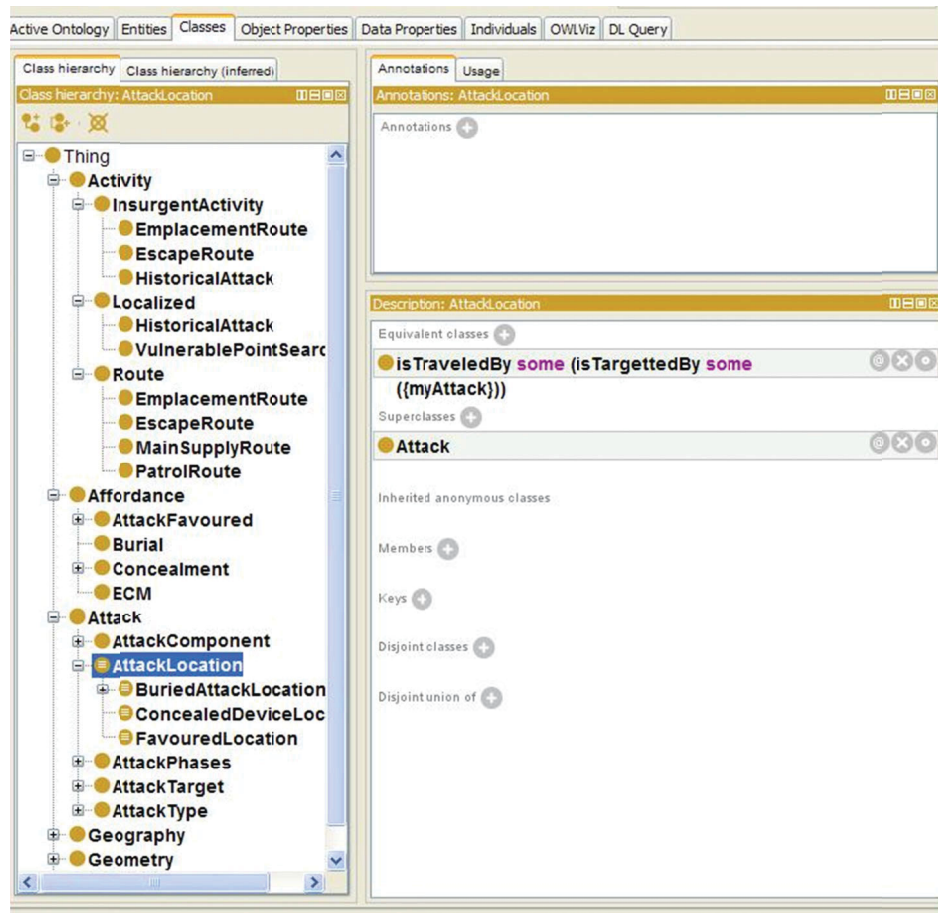 Active Ontology Entities Classes Object Properties Data Properties Individuals OWLViz DL Query
Class hierarchy Class hierarchy (inferred)
Class hierarchy: AttackLocation
Thing
Activity
InsurgentActivity
EmplacementRoute
EscapeRoute
HistoricalAttack
Localized
HistoricalAttack
VulnerablePointSearc
Route
EmplacementRoute
EscapeRoute
MainSupplyRoute
PatrolRoute
Affordance
AttackFavoured
Burial
Concealment
ECM
Attack
AttackComponent
AttackLocation
BuriedAttackLocation
ConcealedDeviceLoc
FavouredLocation
AttackPhases
AttackTarget
AttackType
Geography
Geometry
Annotations Usage
Annotations: AttackLocation
Annotations
Description: AttackLocation
Equivalent classes
isTraveledBy some (isTargettedBy some
({myAttack}))
Superclasses
Attack
Inherited anonymous classes
Members
Keys
Disjoint classes
Disjoint union of